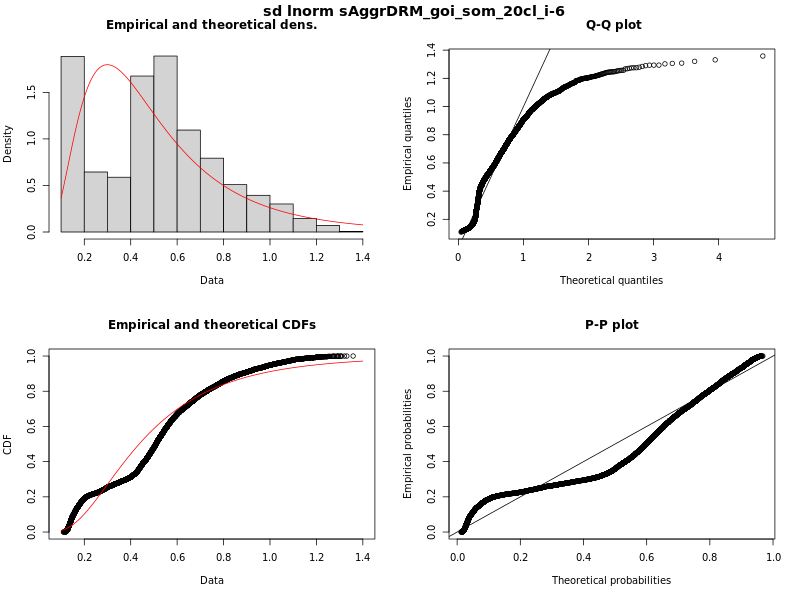 sd lnorm sAggrDRM_goi_som_20cl_i-6
Empirical and theoretical dens.
Density
0.0 0.5 1.0 1.5
0.2 0.4 0.6 0.8 1.0 1.2 1.4
Data
Q-Q plot
Empirical quantiles
0.2 0.4 0.6 0.8 1.0 1.2 1.4
0 1 2 3 4
Theoretical quantiles
Empirical and theoretical CDFs
CDF
0.0 0.2 0.4 0.6 0.8 1.0
0.2 0.4 0.6 0.8 1.0 1.2 1.4
Data
P-P plot
Empirical probabilities
0.0 0.2 0.4 0.6 0.8 1.0
0.0 0.2 0.4 0.6 0.8 1.0
Theoretical probabilities